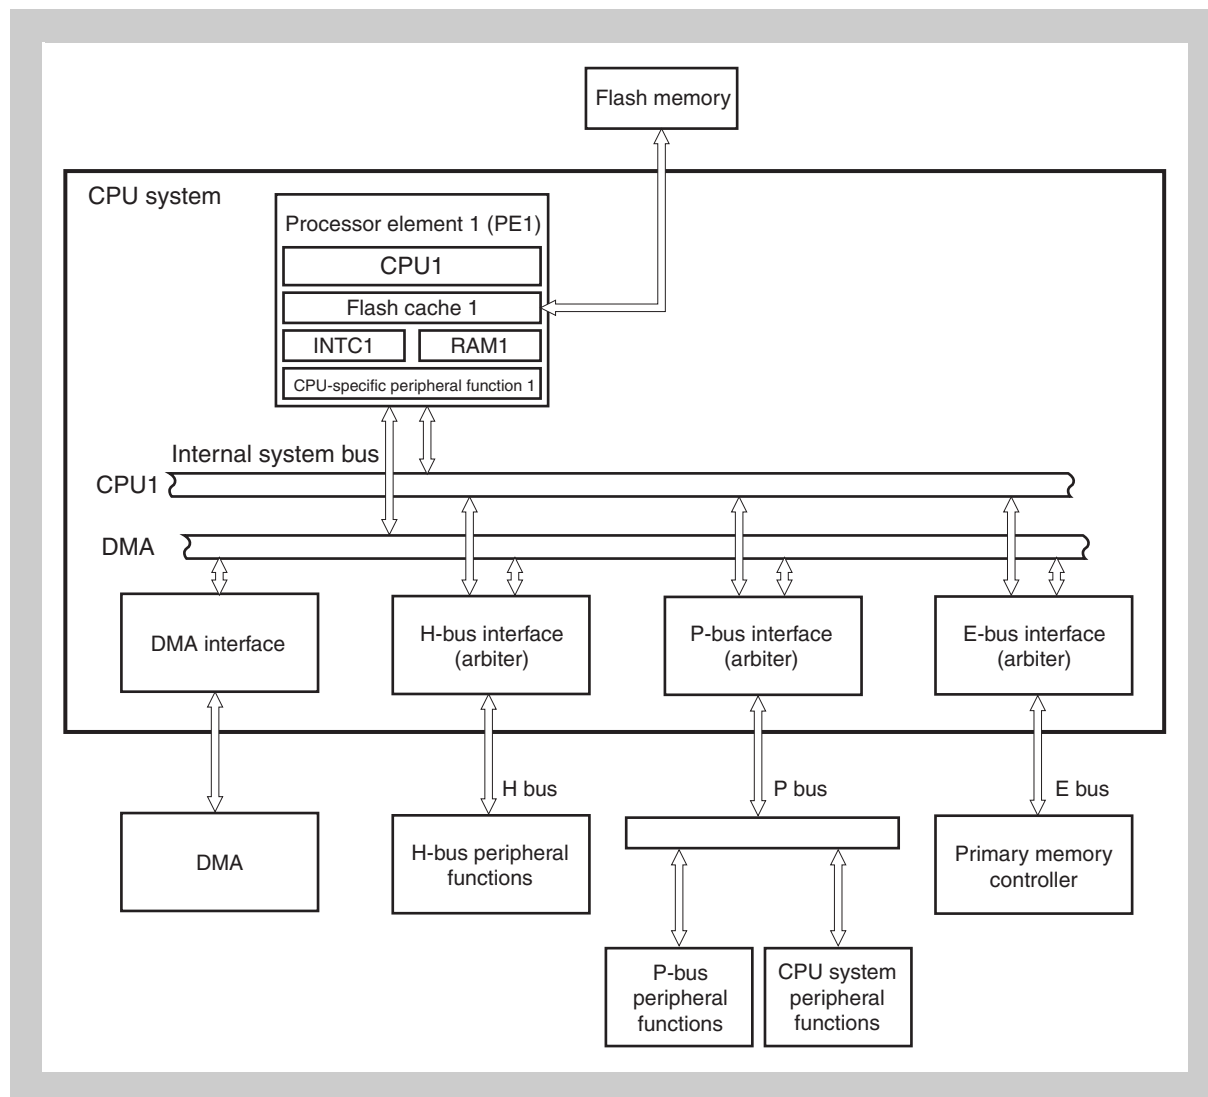 Flash memory
CPU system
Processor element 1 (PE1)
CPU1
Flash cache 1
INTC1
RAM1
CPU-specific peripheral function 1
Internal system bus
CPU1
DMA
DMA interface
H-bus interface
(arbiter)
P-bus interface
(arbiter)
E-bus interface
(arbiter)
H bus
P bus
E bus
DMA
H-bus peripheral
functions
Primary memory
controller
P-bus
peripheral
functions
CPU system
peripheral
functions